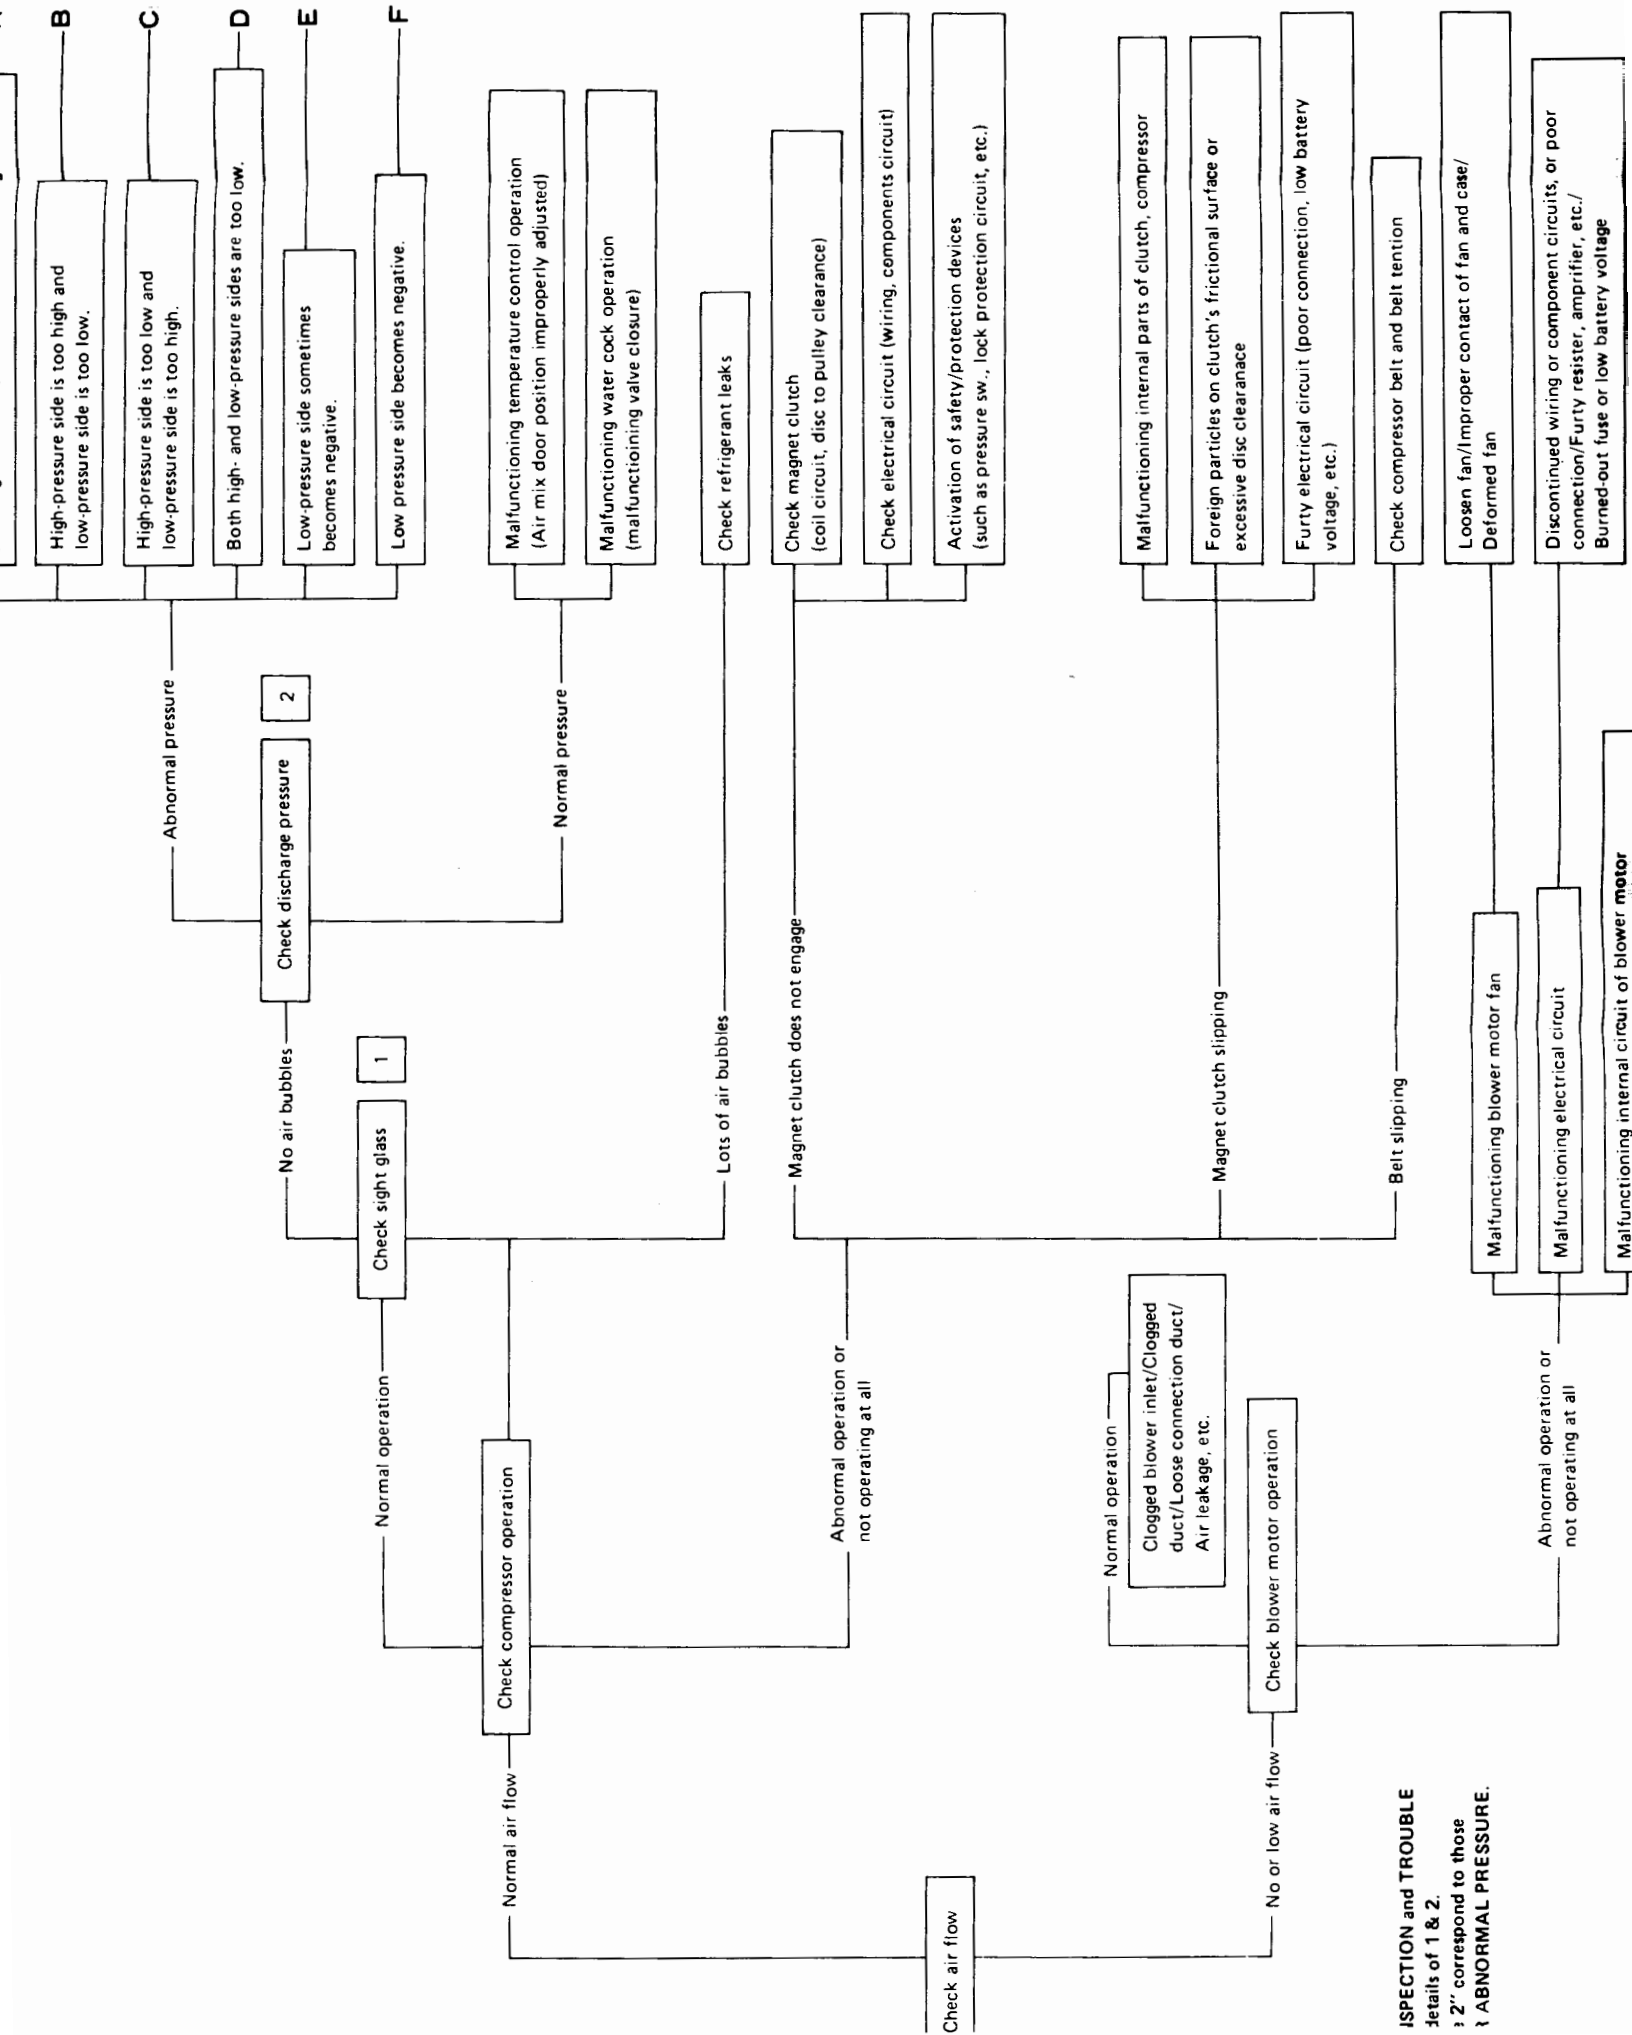 Check air flow
Normal air flow
No or low air flow
Check compressor operation
Normal operation
Abnormal operation or
not operating at all
Check sight glass
1
No air bubbles
Lots of air bubbles
Check discharge pressure
2
Abnormal pressure
Normal pressure
High-pressure side is too high and
low-pressure side is too low.
B
High-pressure side is too low and
low-pressure side is too high.
C
Both high- and low-pressure sides are too low.
D
Low-pressure side sometimes
becomes negative.
E
Low pressure side becomes negative.
F
Malfunctioning temperature control operation
(Air mix door position improperly adjusted)
Malfunctioning water cock operation
(malfunctioning valve closure)
Check refrigerant leaks
Magnet clutch does not engage
Check magnet clutch
(coil circuit, disc to pulley clearance)
Check electrical circuit (wiring, components circuit)
Activation of safety/protection devices
(such as pressure sw., lock protection circuit, etc.)
Magnet clutch slipping
Malfunctioning internal parts of clutch, compressor
Foreign particles on clutch's frictional surface or
excessive disc clearanace
Furty electrical circuit (poor connection, low battery
voltage, etc.)
Belt slipping
Check compressor belt and belt tention
Check blower motor operation
Normal operation
Clogged blower inlet/Clogged
duct/Loose connection duct/
Air leakage, etc.
Abnormal operation or
not operating at all
Malfunctioning blower motor fan
Loosen fan/Improper contact of fan and case/
Deformed fan
Malfunctioning electrical circuit
Discontinued wiring or component circuits, or poor
connection/Furty resister, amprifier, etc./
Burned-out fuse or low battery voltage
Malfunctioning internal circuit of blower motor
SPECTION and TROUBLE
etails of 1 & 2.
2" correspond to those
ABNORMAL PRESSURE.